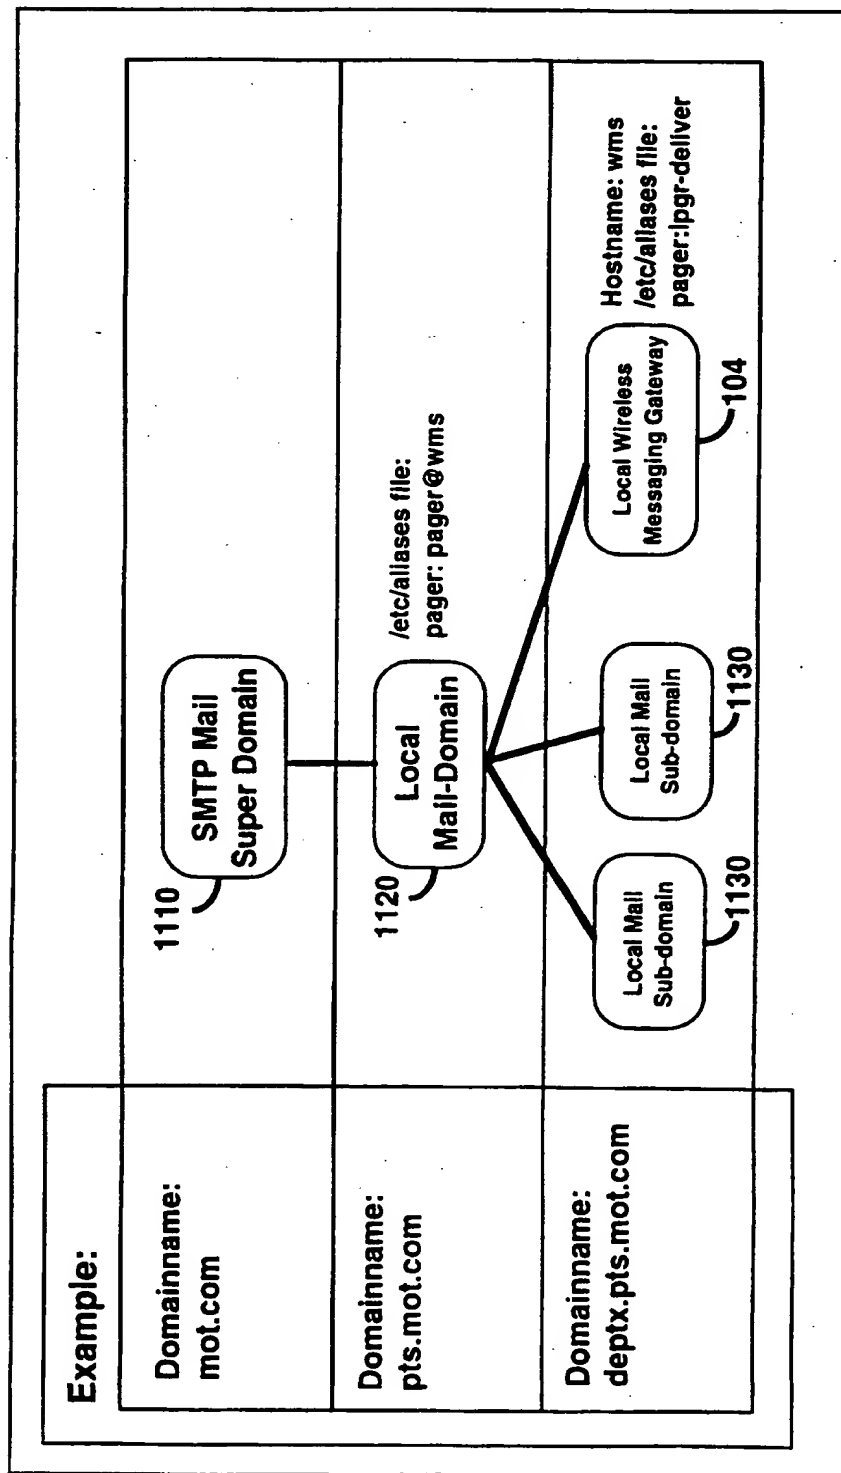 Example:
Domainname:
mot.com
1110
SMTP Mail
Super Domain
Domainname:
pts.mot.com
1120
Local
Mail-Domain
/etc/aliases file:
pager: pager@wms
Domainname:
deptx.pts.mot.com
Local Mail
Sub-domain
1130
Local Mail
Sub-domain
1130
Local Wireless
Messaging Gateway
104
Hostname: wms
/etc/aliases file:
pager:lpgr-deliver